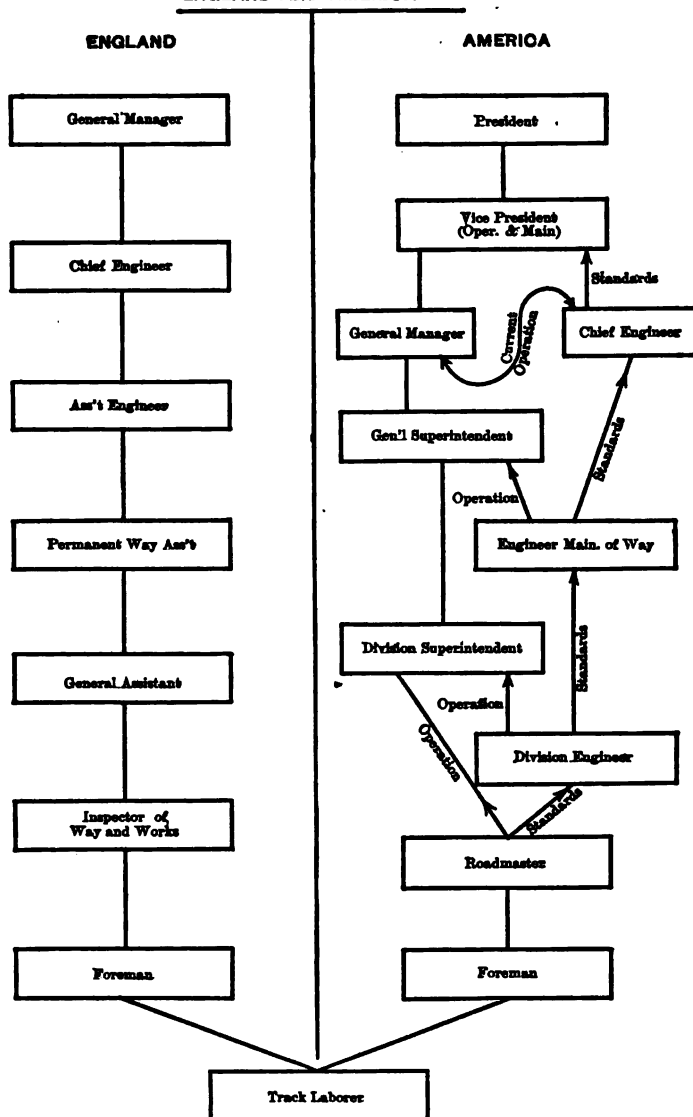 ENGLAND
General Manager
Chief Engineer
Ass't Engineer
Permanent Way Ass't
General Assistant
Inspector of
Way and Works
Foreman
AMERICA
President
Vice President
(Oper. & Main)
Standards
General Manager
Current
Operation
Chief Engineer
Gen'l Superintendent
Standards
Operation
Engineer Main. of Way
Division Superintendent
Standards
Operation
Operation
Division Engineer
Standards
Roadmaster
Foreman
Track Laborer